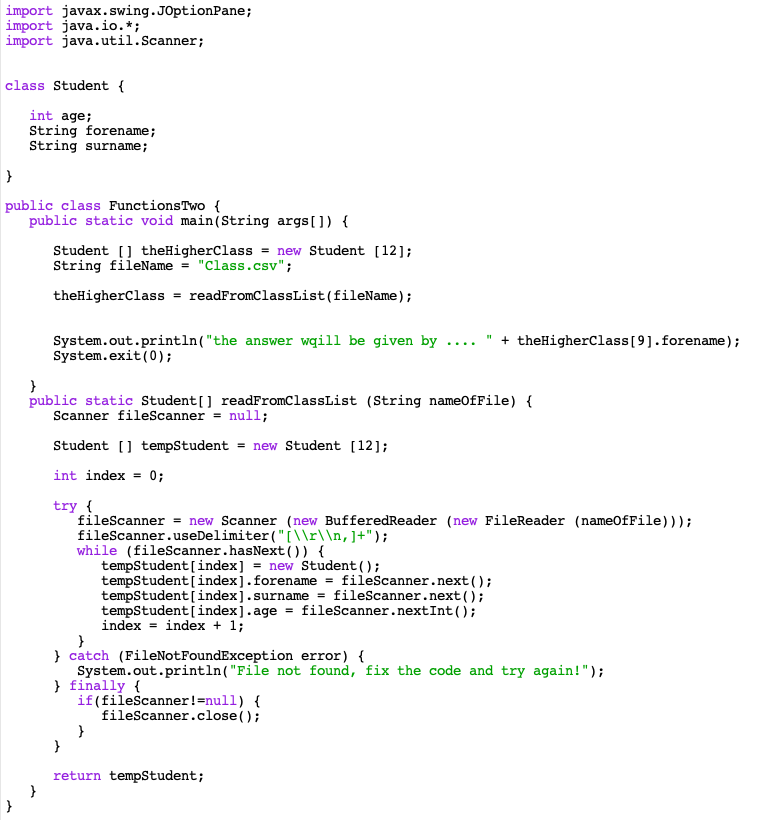 import javax.swing.JOptionPane;
import java.io.*;
import java.util.Scanner;
class Student {
int age;
String forename;
String surname;
}
public class FunctionsTwo {
public static void main(String args[]) {
Student [] theHigherClass = new Student [12];
String fileName = "Class.csv";
theHigherClass = readFromClassList(fileName);
System.out.println("the answer wqill be given by .... " + theHigherClass[9].forename);
System.exit(0);
}
public static Student[] readFromClassList (String nameOfFile) {
Scanner fileScanner = null;
Student [] tempStudent = new Student [12];
int index = 0;
try {
fileScanner = new Scanner (new BufferedReader (new FileReader (nameOfFile)));
fileScanner.useDelimiter("[\\r\\n,]+");
while (fileScanner.hasNext()) {
tempStudent[index] = new Student();
tempStudent[index].forename = fileScanner.next();
tempStudent[index].surname = fileScanner.next();
tempStudent[index].age = fileScanner.nextInt();
index = index + 1;
}
} catch (FileNotFoundException error) {
System.out.println("File not found, fix the code and try again!");
} finally {
if(fileScanner!=null) {
fileScanner.close();
}
}
return tempStudent;
}
}